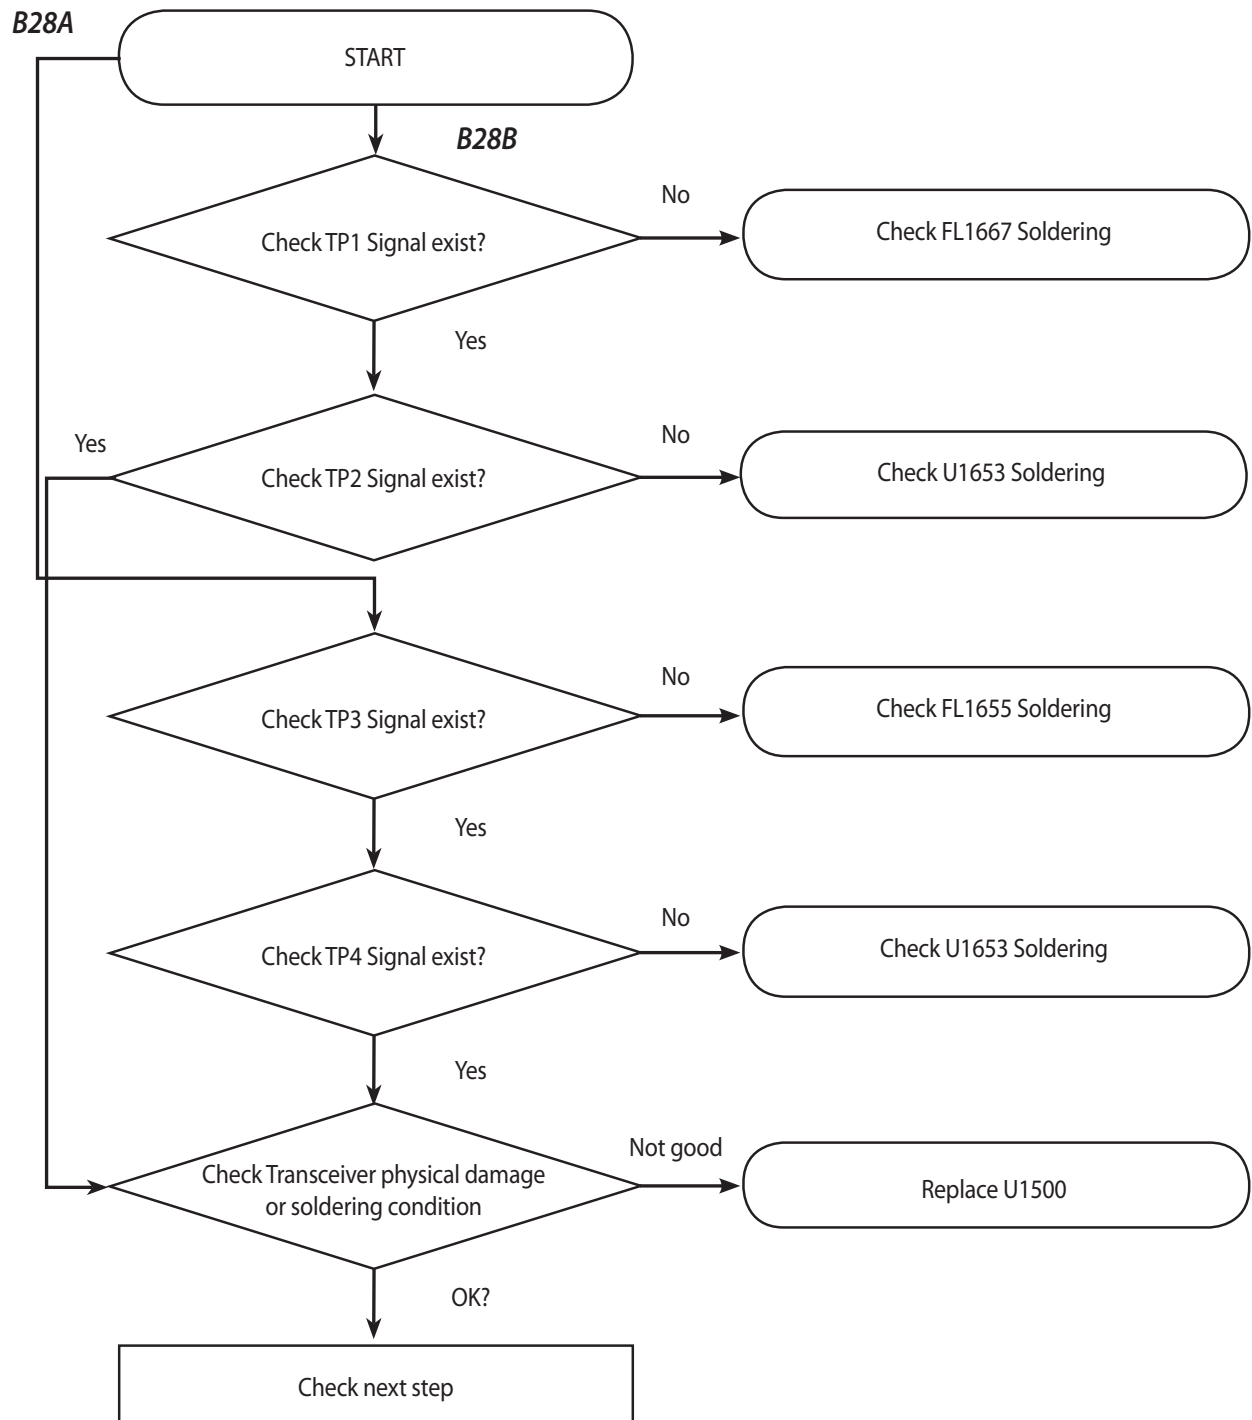 B28A
START
B28B
No
Check TP1 Signal exist?
Check FL1667 Soldering
Yes
Yes
No
Check TP2 Signal exist?
Check U1653 Soldering
No
Check TP3 Signal exist?
Check FL1655 Soldering
Yes
No
Check TP4 Signal exist?
Check U1653 Soldering
Yes
Not good
Check Transceiver physical damage
or soldering condition
Replace U1500
OK?
Check next step